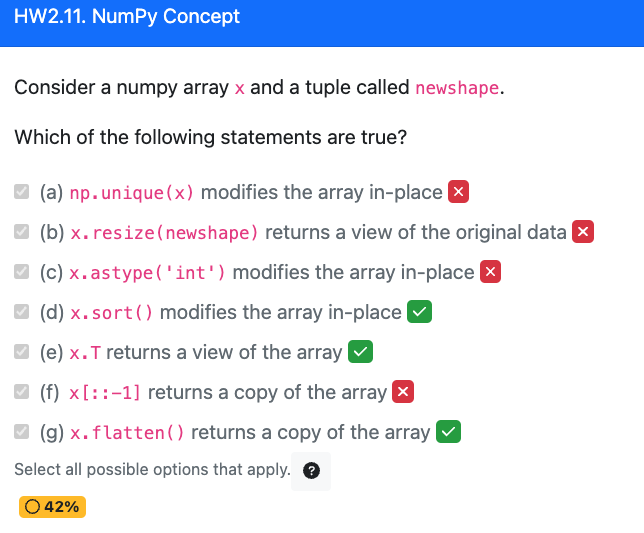 HW2.11. NumPy Concept
Consider a numpy array x and a tuple called newshape.
Which of the following statements are true?
(a) np.unique(x) modifies the array in-place
(b) x.resize(newshape) returns a view of the original data
(c) x.astype('int') modifies the array in-place
(d) x.sort() modifies the array in-place
(e) x.T returns a view of the array
(f) x[::-1] returns a copy of the array
(g) x.flatten() returns a copy of the array
Select all possible options that apply. ?
42%